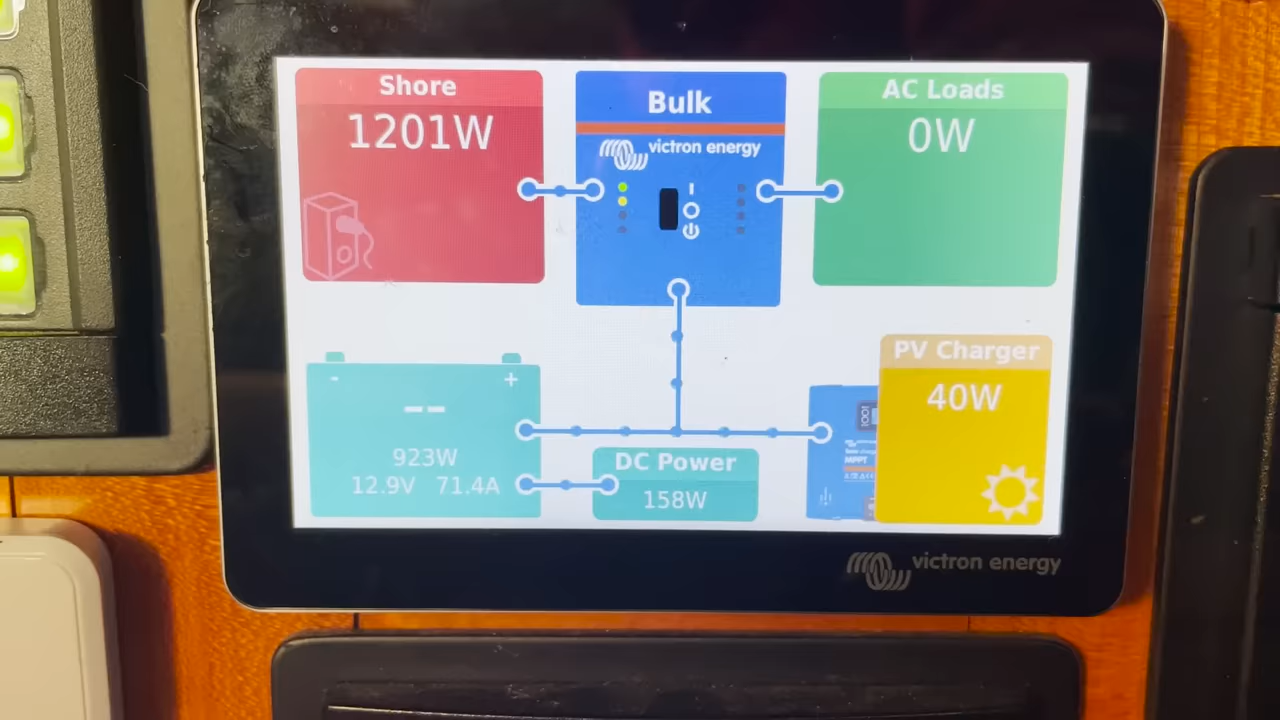 Shore
1201W
Bulk
victron energy
AC Loads
0W
- +
--
923W
12.9V 71.4A
DC Power
158W
PV Charger
40W
MPPT
victron energy